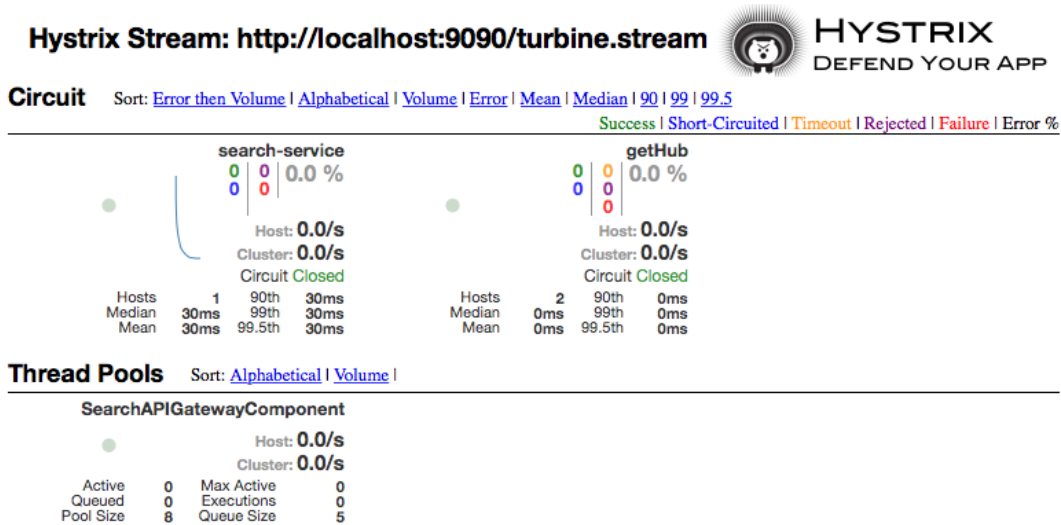 Hystrix Stream: http://localhost:9090/turbine.stream
HYSTRIX
DEFEND YOUR APP
Circuit Sort: Error then Volume | Alphabetical | Volume | Error | Mean | Median | 90 | 99 | 99.5
Success | Short-Circuited | Timeout | Rejected | Failure | Error %
search-service
0 0 0.0 %
0 0
Host: 0.0/s
Cluster: 0.0/s
Circuit Closed
Hosts 1 90th 30ms
Median 30ms 99th 30ms
Mean 30ms 99.5th 30ms
getHub
0 0 0.0 %
0 0
0
Host: 0.0/s
Cluster: 0.0/s
Circuit Closed
Hosts 2 90th 0ms
Median 0ms 99th 0ms
Mean 0ms 99.5th 0ms
Thread Pools Sort: Alphabetical | Volume |
SearchAPIGatewayComponent
Host: 0.0/s
Cluster: 0.0/s
Active 0 Max Active 0
Queued 0 Executions 0
Pool Size 8 Queue Size 5